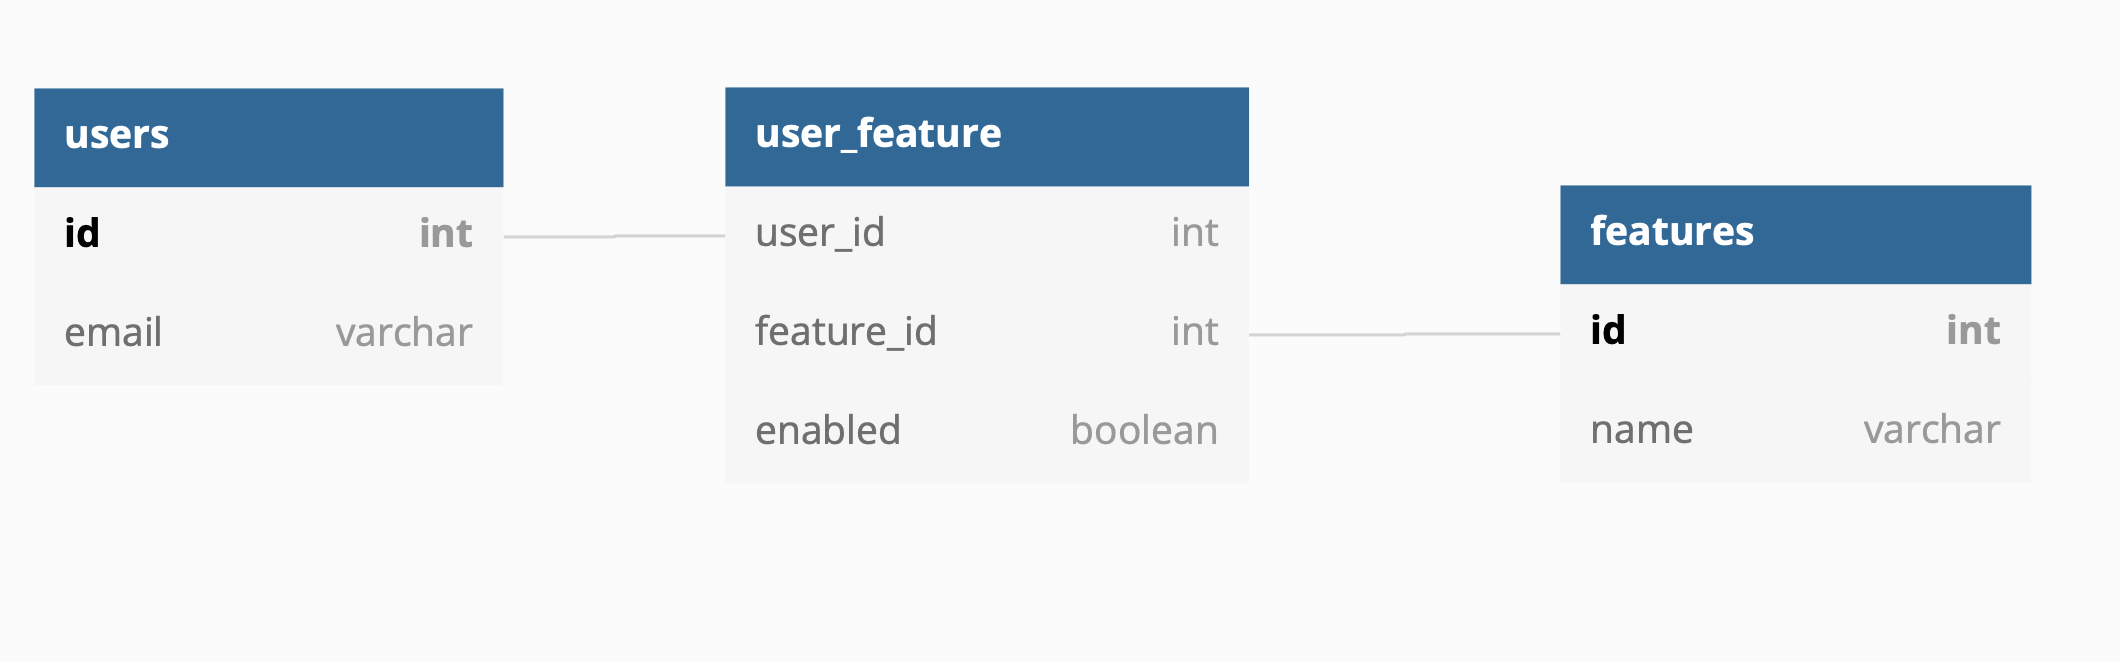 users
id int
email varchar
user_feature
user_id int
feature_id int
enabled boolean
features
id int
name varchar